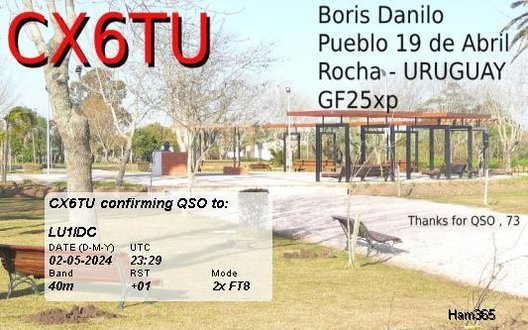 CX6TU
Boris Danilo
Pueblo 19 de Abril
Rocha - URUGUAY
GF25xp
CX6TU confirming QSO to:
LU1IDC
DATE (D-M-Y) UTC
02-05-2024 23:29
Band RST Mode
40m +01 2x FT8
Thanks for QSO , 73
Ham365